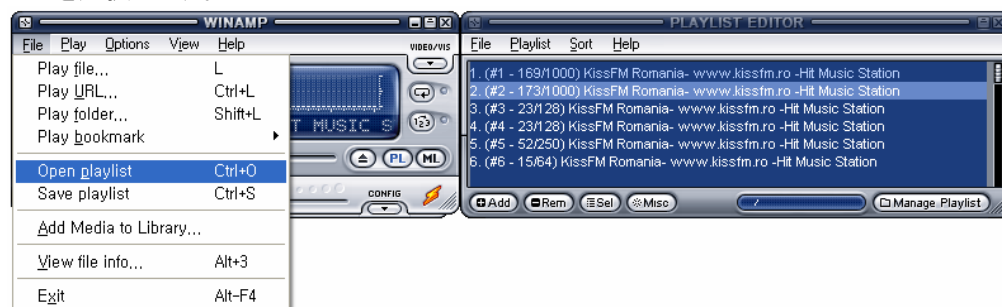 WINAMP
File Play Options View Help
VIDEO/VIS
Play file... L
Play URL... Ctrl+L
Play folder... Shift+L
Play bookmark
Open playlist Ctrl+O
Save playlist Ctrl+S
Add Media to Library...
View file info... Alt+3
Exit Alt-F4
T MUSIC S
123
PL ML
CONFIG
PLAYLIST EDITOR
File Playlist Sort Help
1. (#1 - 169/1000) KissFM Romania- www.kissfm.ro -Hit Music Station
2. (#2 - 173/1000) KissFM Romania- www.kissfm.ro -Hit Music Station
3. (#3 - 23/128) KissFM Romania- www.kissfm.ro -Hit Music Station
4. (#4 - 23/128) KissFM Romania- www.kissfm.ro -Hit Music Station
5. (#5 - 52/250) KissFM Romania- www.kissfm.ro -Hit Music Station
6. (#6 - 15/64) KissFM Romania- www.kissfm.ro -Hit Music Station
Add Rem Sel Misc Manage Playlist